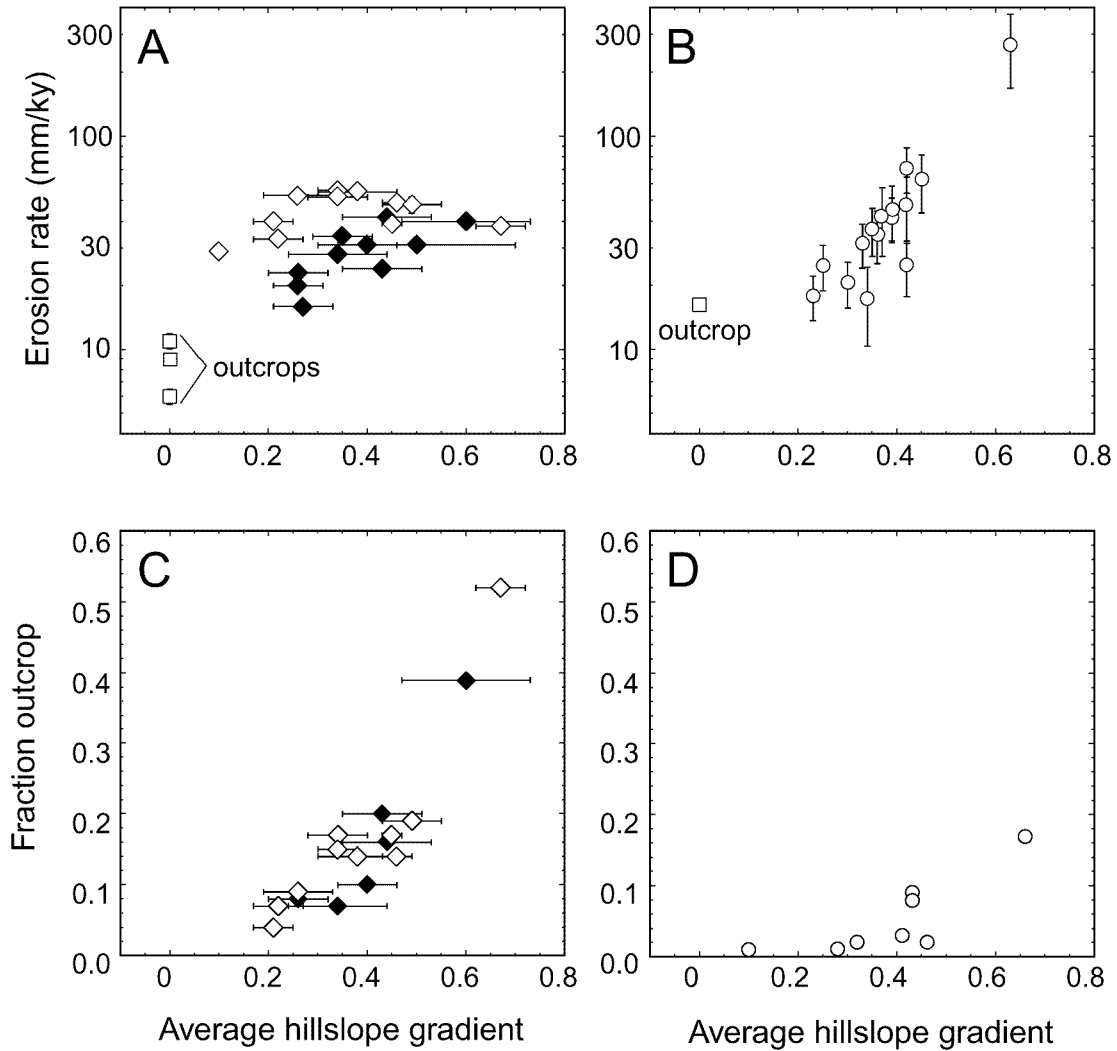 A
B
300
100
30
10
Erosion rate (mm/ky)
outcrops
0 0.2 0.4 0.6 0.8
300
100
30
10
outcrop
0 0.2 0.4 0.6 0.8
C
D
0.6
0.5
0.4
0.3
0.2
0.1
0.0
Fraction outcrop
0 0.2 0.4 0.6 0.8
Average hillslope gradient
0.6
0.5
0.4
0.3
0.2
0.1
0.0
0 0.2 0.4 0.6 0.8
Average hillslope gradient